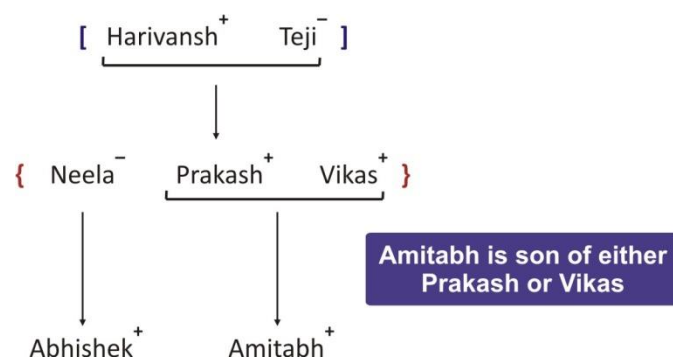 [ Harivansh+ Teji− ]
{ Neela− Prakash+ Vikas+ }
Amitabh is son of either
Prakash or Vikas
Abhishek+ Amitabh+